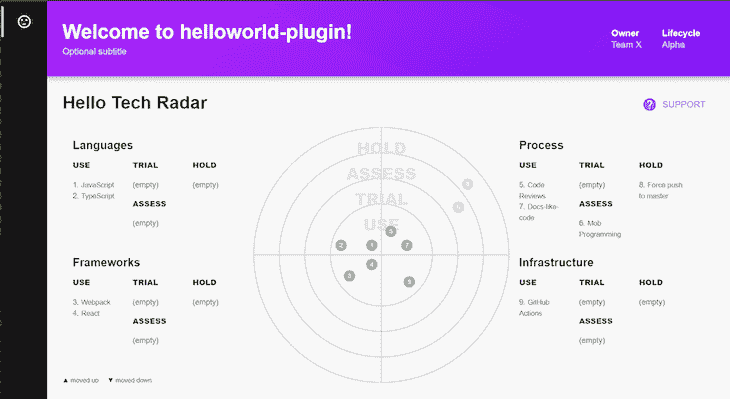 Welcome to helloworld-plugin!
Optional subtitle
Owner
Team X
Lifecycle
Alpha
Hello Tech Radar
SUPPORT
Languages
USE
1. JavaScript
2. TypeScript
TRIAL
(empty)
ASSESS
(empty)
HOLD
(empty)
Frameworks
USE
3. Webpack
4. React
TRIAL
(empty)
ASSESS
(empty)
HOLD
(empty)
HOLD
ASSESS
TRIAL
USE
2
1
7
4
3
Process
USE
5. Code
Reviews
7. Docs-like-
code
TRIAL
(empty)
ASSESS
6. Mob
Programming
HOLD
8. Force push
to master
Infrastructure
USE
9. GitHub
Actions
TRIAL
(empty)
ASSESS
(empty)
HOLD
(empty)
▲ moved up
▼ moved down